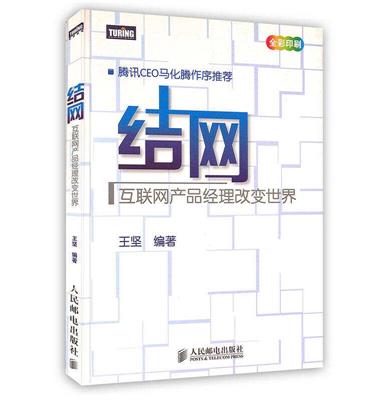 TURING
结网
互联网产品经理改变世界
王坚 编著
人民邮电出版社
TURING
全彩印刷
腾讯CEO马化腾作序推荐
结网
互联网产品经理改变世界
王坚 编著
人民邮电出版社